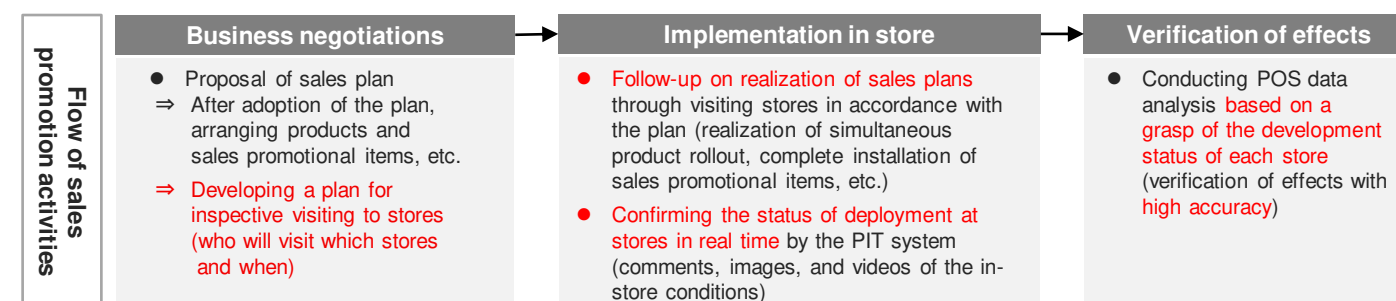 Flow of sales
promotion activities
Business negotiations
● Proposal of sales plan
⇒ After adoption of the plan,
arranging products and
sales promotional items, etc.
⇒ Developing a plan for
inspective visiting to stores
(who will visit which stores
and when)
Implementation in store
● Follow-up on realization of sales plans
through visiting stores in accordance with
the plan (realization of simultaneous
product rollout, complete installation of
sales promotional items, etc.)
● Confirming the status of deployment at
stores in real time by the PIT system
(comments, images, and videos of the in-
store conditions)
Verification of effects
● Conducting POS data
analysis based on a
grasp of the development
status of each store
(verification of effects with
high accuracy)